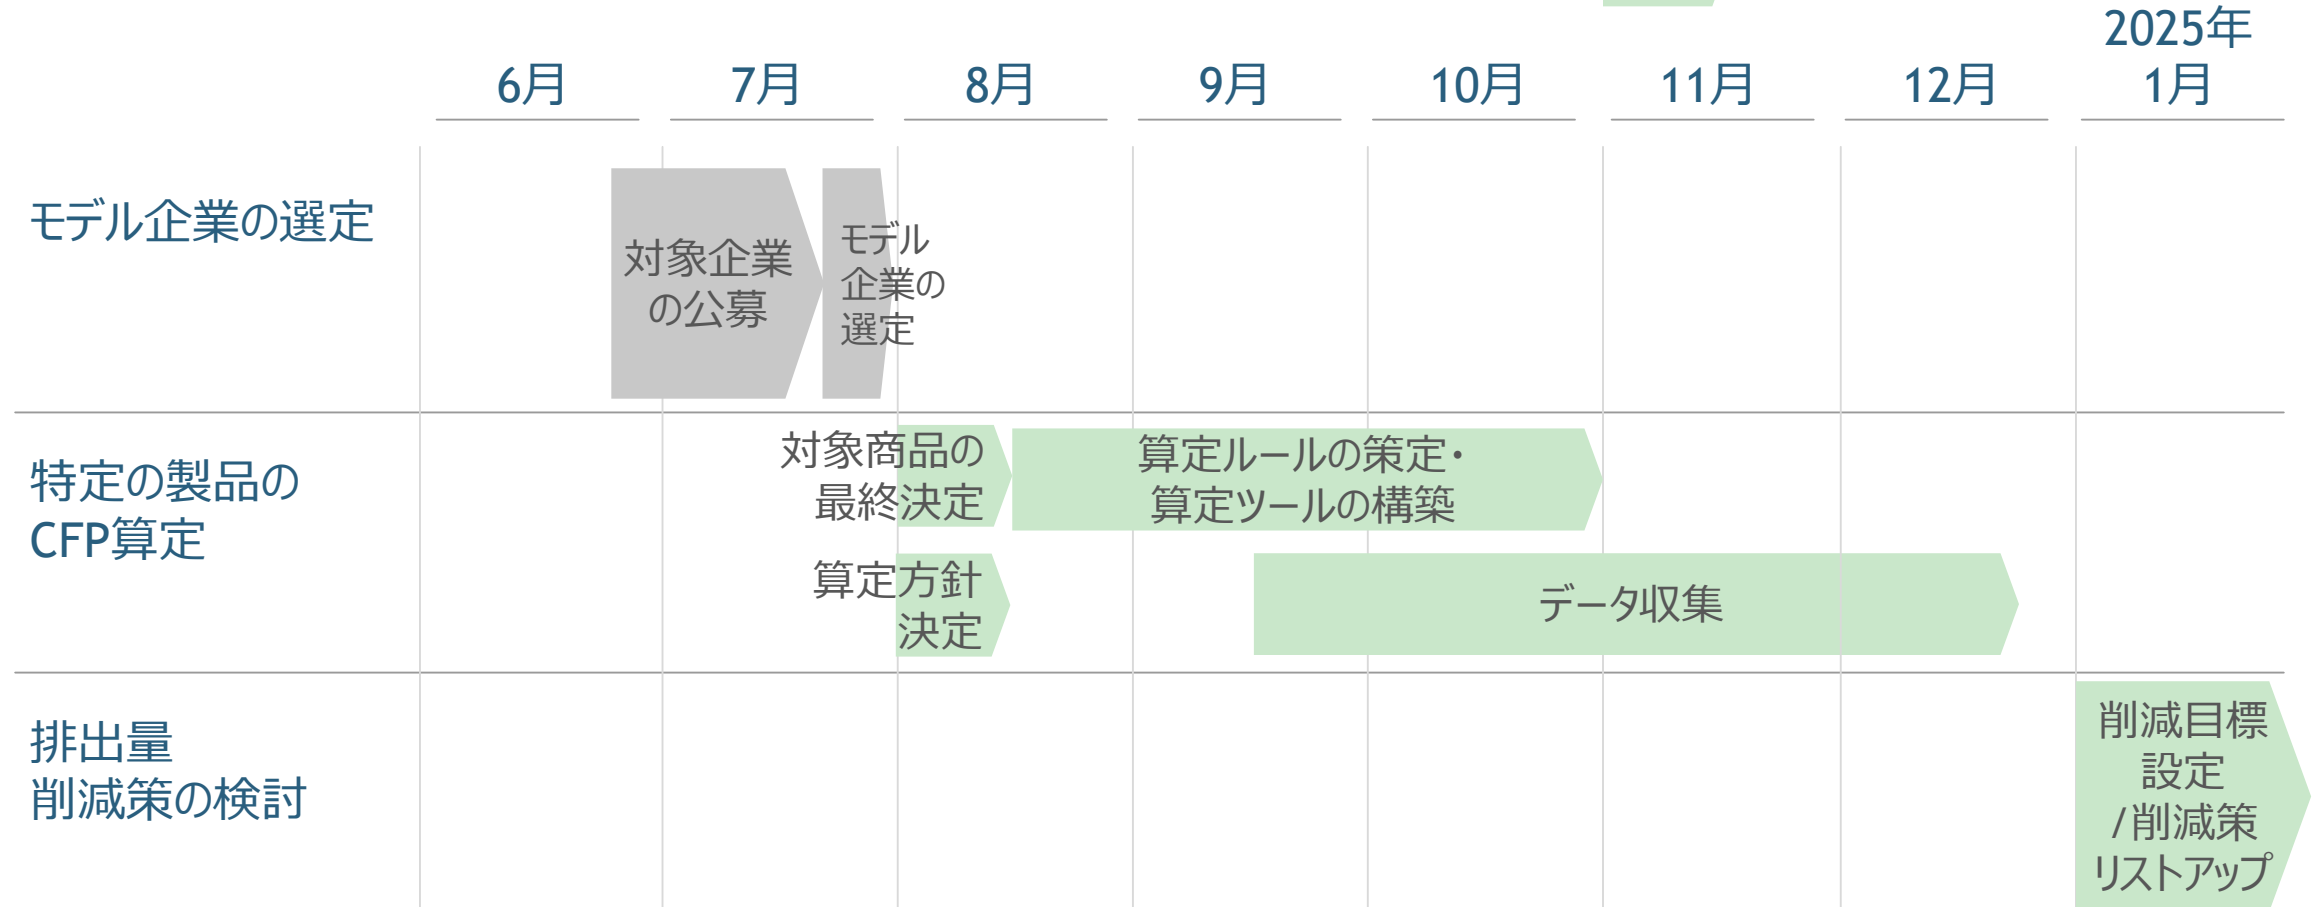 2025年
6月 7月 8月 9月 10月 11月 12月 1月
モデル企業の選定
対象企業
の公募
モデル
企業の
選定
特定の製品の
CFP算定
対象商品の
最終決定
算定ルールの策定・
算定ツールの構築
算定方針
決定
データ収集
排出量
削減策の検討
削減目標
設定
/削減策
リストアップ